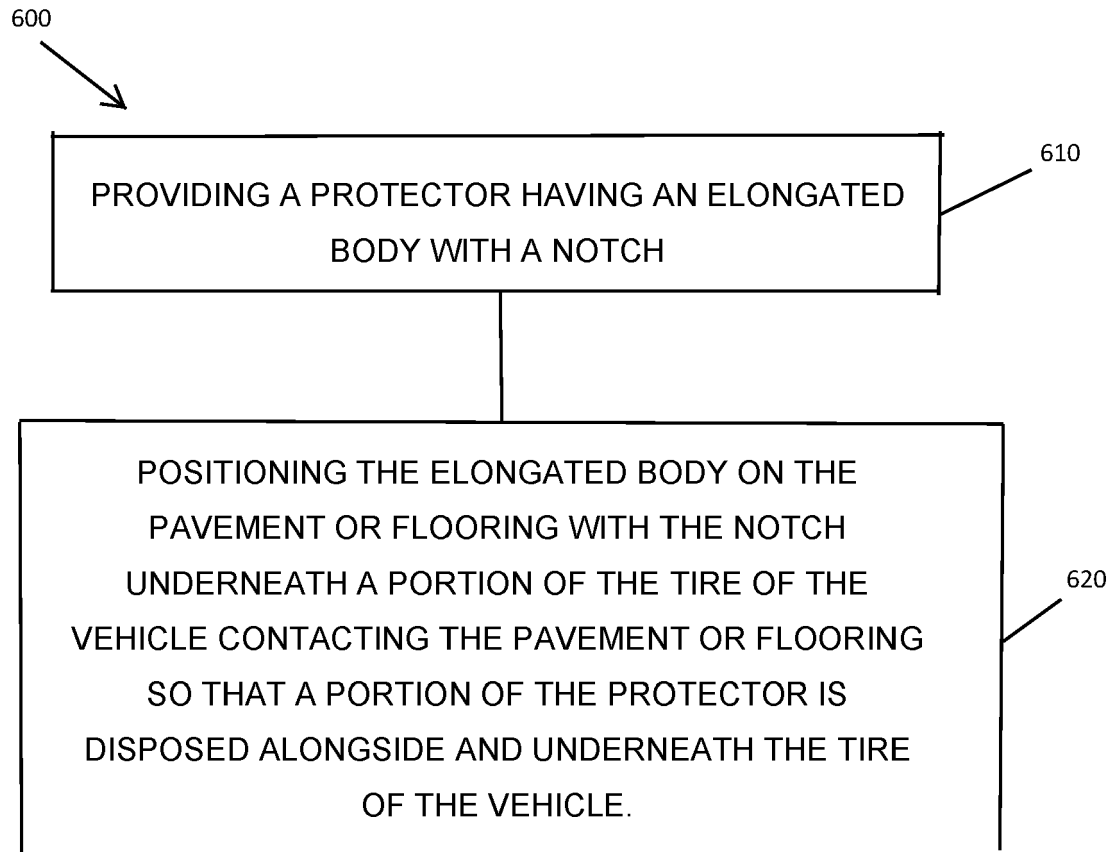 600
610
PROVIDING A PROTECTOR HAVING AN ELONGATED
BODY WITH A NOTCH
POSITIONING THE ELONGATED BODY ON THE
PAVEMENT OR FLOORING WITH THE NOTCH
UNDERNEATH A PORTION OF THE TIRE OF THE
620
VEHICLE CONTACTING THE PAVEMENT OR FLOORING
SO THAT A PORTION OF THE PROTECTOR IS
DISPOSED ALONGSIDE AND UNDERNEATH THE TIRE
OF THE VEHICLE.